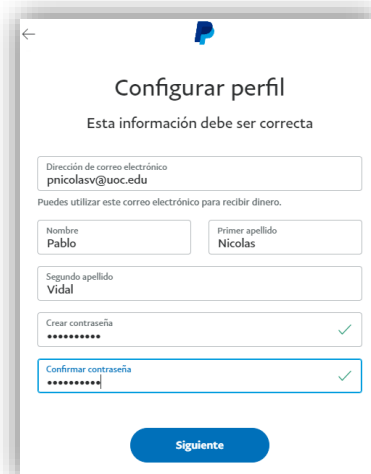 Configurar perfil
Esta información debe ser correcta
Dirección de correo electrónico
pnicolasv@uoc.edu
Puedes utilizar este correo electrónico para recibir dinero.
Nombre
Pablo
Primer apellido
Nicolas
Segundo apellido
Vidal
Crear contraseña
••••••••••
Confirmar contraseña
••••••••••
Siguiente